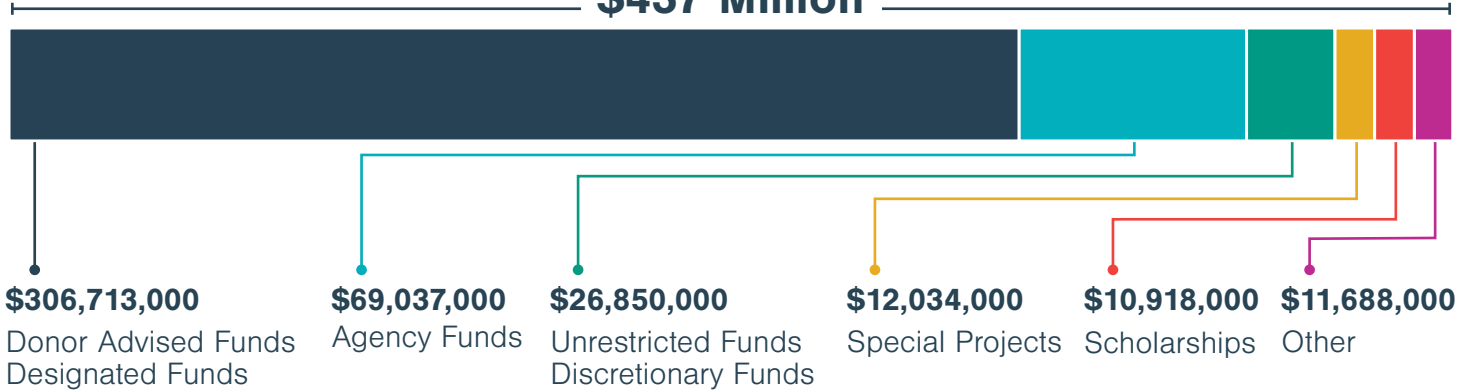 $437 Million
$306,713,000
Donor Advised Funds
Designated Funds
$69,037,000
Agency Funds
$26,850,000
Unrestricted Funds
Discretionary Funds
$12,034,000
Special Projects
$10,918,000
Scholarships
$11,688,000
Other